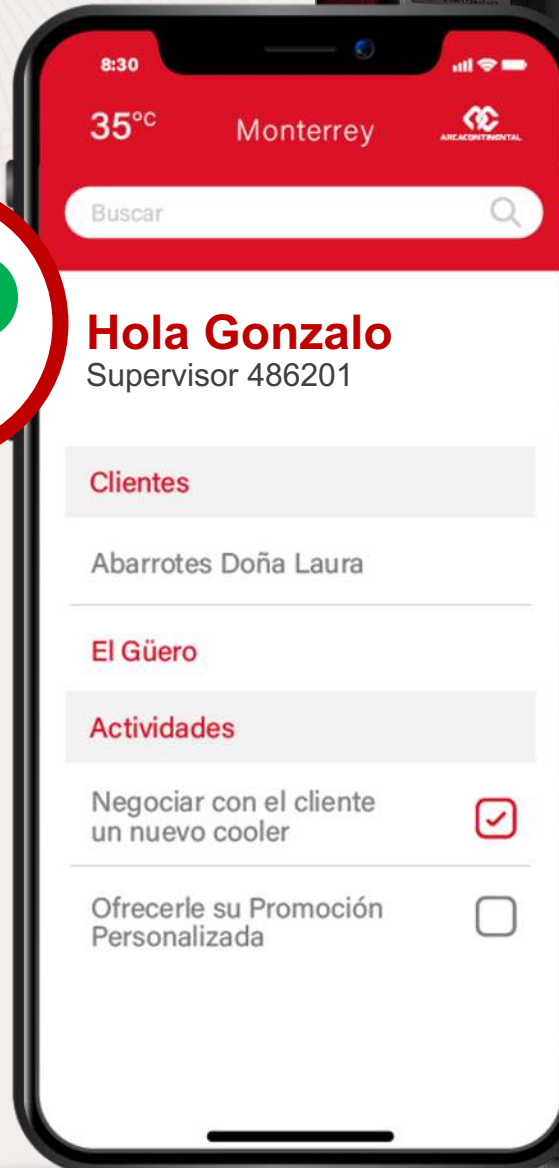 8:30
35°C
Monterrey
ARCACONTINENTAL
Buscar
Hola Gonzalo
Supervisor 486201
Clientes
Abarrotes Doña Laura
El Güero
Actividades
Negociar con el cliente
un nuevo cooler
Ofrecerle su Promoción
Personalizada